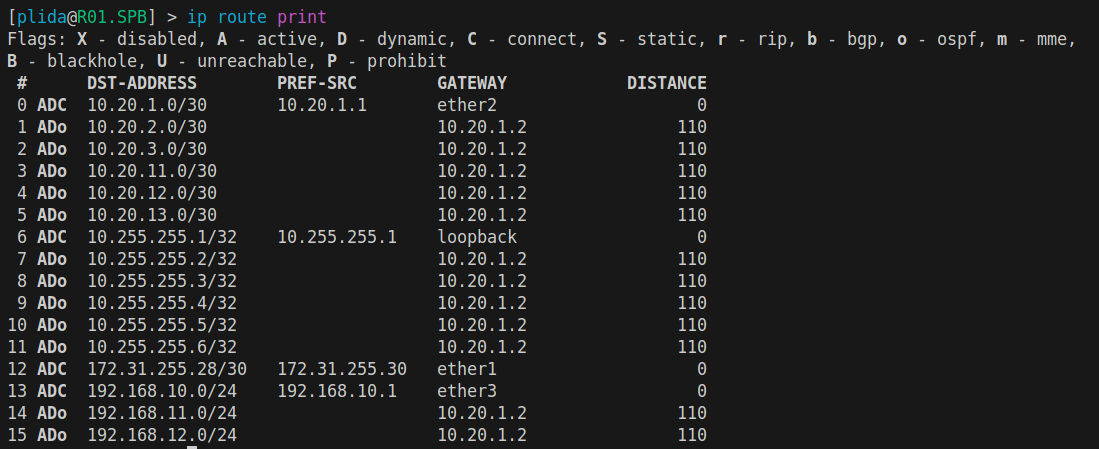 [plida@R01.SPB] > ip route print
Flags: X - disabled, A - active, D - dynamic, C - connect, S - static, r - rip, b - bgp, o - ospf, m - mme,
B - blackhole, U - unreachable, P - prohibit
 #      DST-ADDRESS        PREF-SRC        GATEWAY            DISTANCE
 0 ADC  10.20.1.0/30       10.20.1.1       ether2                    0
 1 ADo  10.20.2.0/30                       10.20.1.2               110
 2 ADo  10.20.3.0/30                       10.20.1.2               110
 3 ADo  10.20.11.0/30                      10.20.1.2               110
 4 ADo  10.20.12.0/30                      10.20.1.2               110
 5 ADo  10.20.13.0/30                      10.20.1.2               110
 6 ADC  10.255.255.1/32    10.255.255.1    loopback                  0
 7 ADo  10.255.255.2/32                    10.20.1.2               110
 8 ADo  10.255.255.3/32                    10.20.1.2               110
 9 ADo  10.255.255.4/32                    10.20.1.2               110
10 ADo  10.255.255.5/32                    10.20.1.2               110
11 ADo  10.255.255.6/32                    10.20.1.2               110
12 ADC  172.31.255.28/30   172.31.255.30   ether1                    0
13 ADC  192.168.10.0/24    192.168.10.1    ether3                    0
14 ADo  192.168.11.0/24                    10.20.1.2               110
15 ADo  192.168.12.0/24                    10.20.1.2               110